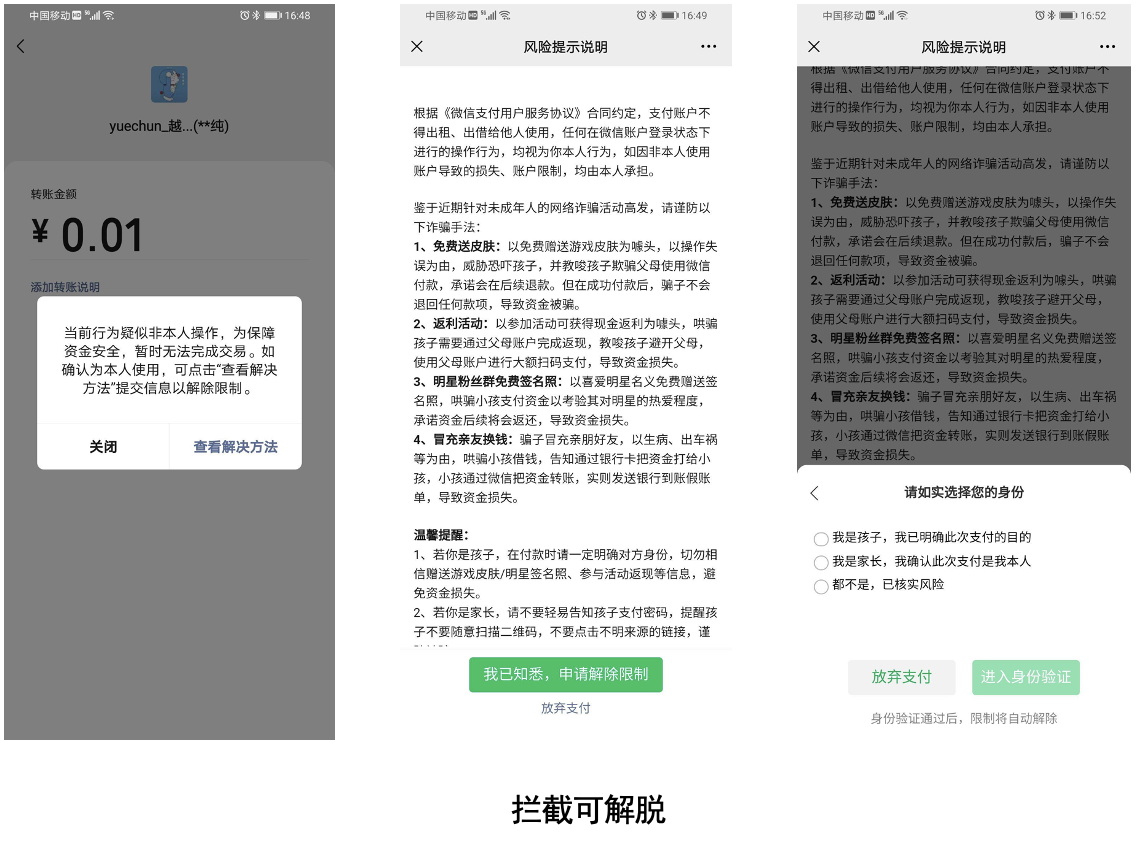 中国移动 HD 5G 16:48
yuechun_越...(**纯)
转账金额
¥ 0.01
添加转账说明
当前行为疑似非本人操作，为保障
资金安全，暂时无法完成交易。如
确认为本人使用，可点击“查看解决
方法”提交信息以解除限制。
关闭 查看解决方法
中国移动 HD 5G 16:49
风险提示说明
根据《微信支付用户服务协议》合同约定，支付账户不
得出租、出借给他人使用，任何在微信账户登录状态下
进行的操作行为，均视为你本人行为，如因非本人使用
账户导致的损失、账户限制，均由本人承担。
鉴于近期针对未成年人的网络诈骗活动高发，请谨防以
下诈骗手法：
1、免费送皮肤：以免费赠送游戏皮肤为噱头，以操作失
误为由，威胁恐吓孩子，并教唆孩子欺骗父母使用微信
付款，承诺会在后续退款。但在成功付款后，骗子不会
退回任何款项，导致资金被骗。
2、返利活动：以参加活动可获得现金返利为噱头，哄骗
孩子需要通过父母账户完成返现，教唆孩子避开父母，
使用父母账户进行大额扫码支付，导致资金损失。
3、明星粉丝群免费签名照：以喜爱明星名义免费赠送签
名照，哄骗小孩支付资金以考验其对明星的热爱程度，
承诺资金后续将会返还，导致资金损失。
4、冒充亲友换钱：骗子冒充亲朋好友，以生病、出车祸
等为由，哄骗小孩借钱，告知通过银行卡把资金打给小
孩，小孩通过微信把资金转账，实则发送银行到账假账
单，导致资金损失。
温馨提醒：
1、若你是孩子，在付款时请一定明确对方身份，切勿相
信赠送游戏皮肤/明星签名照、参与活动返现等信息，避
免资金损失。
2、若你是家长，请不要轻易告知孩子支付密码，提醒孩
子不要随意扫描二维码，不要点击不明来源的链接，谨
我已知悉，申请解除限制
放弃支付
中国移动 HD 5G 16:52
风险提示说明
根据《微信支付用户服务协议》合同约定，支付账户不
得出租、出借给他人使用，任何在微信账户登录状态下
进行的操作行为，均视为你本人行为，如因非本人使用
账户导致的损失、账户限制，均由本人承担。
鉴于近期针对未成年人的网络诈骗活动高发，请谨防以
下诈骗手法：
1、免费送皮肤：以免费赠送游戏皮肤为噱头，以操作失
误为由，威胁恐吓孩子，并教唆孩子欺骗父母使用微信
付款，承诺会在后续退款。但在成功付款后，骗子不会
退回任何款项，导致资金被骗。
2、返利活动：以参加活动可获得现金返利为噱头，哄骗
孩子需要通过父母账户完成返现，教唆孩子避开父母，
使用父母账户进行大额扫码支付，导致资金损失。
3、明星粉丝群免费签名照：以喜爱明星名义免费赠送签
名照，哄骗小孩支付资金以考验其对明星的热爱程度，
承诺资金后续将会返还，导致资金损失。
4、冒充亲友换钱：骗子冒充亲朋好友，以生病、出车祸
等为由，哄骗小孩借钱，告知通过银行卡把资金打给小
孩，小孩通过微信把资金转账，实则发送银行到账假账
单，导致资金损失。
请如实选择您的身份
我是孩子，我已明确此次支付的目的
我是家长，我确认此次支付是我本人
都不是，已核实风险
放弃支付 进入身份验证
身份验证通过后，限制将自动解除
拦截可解脱